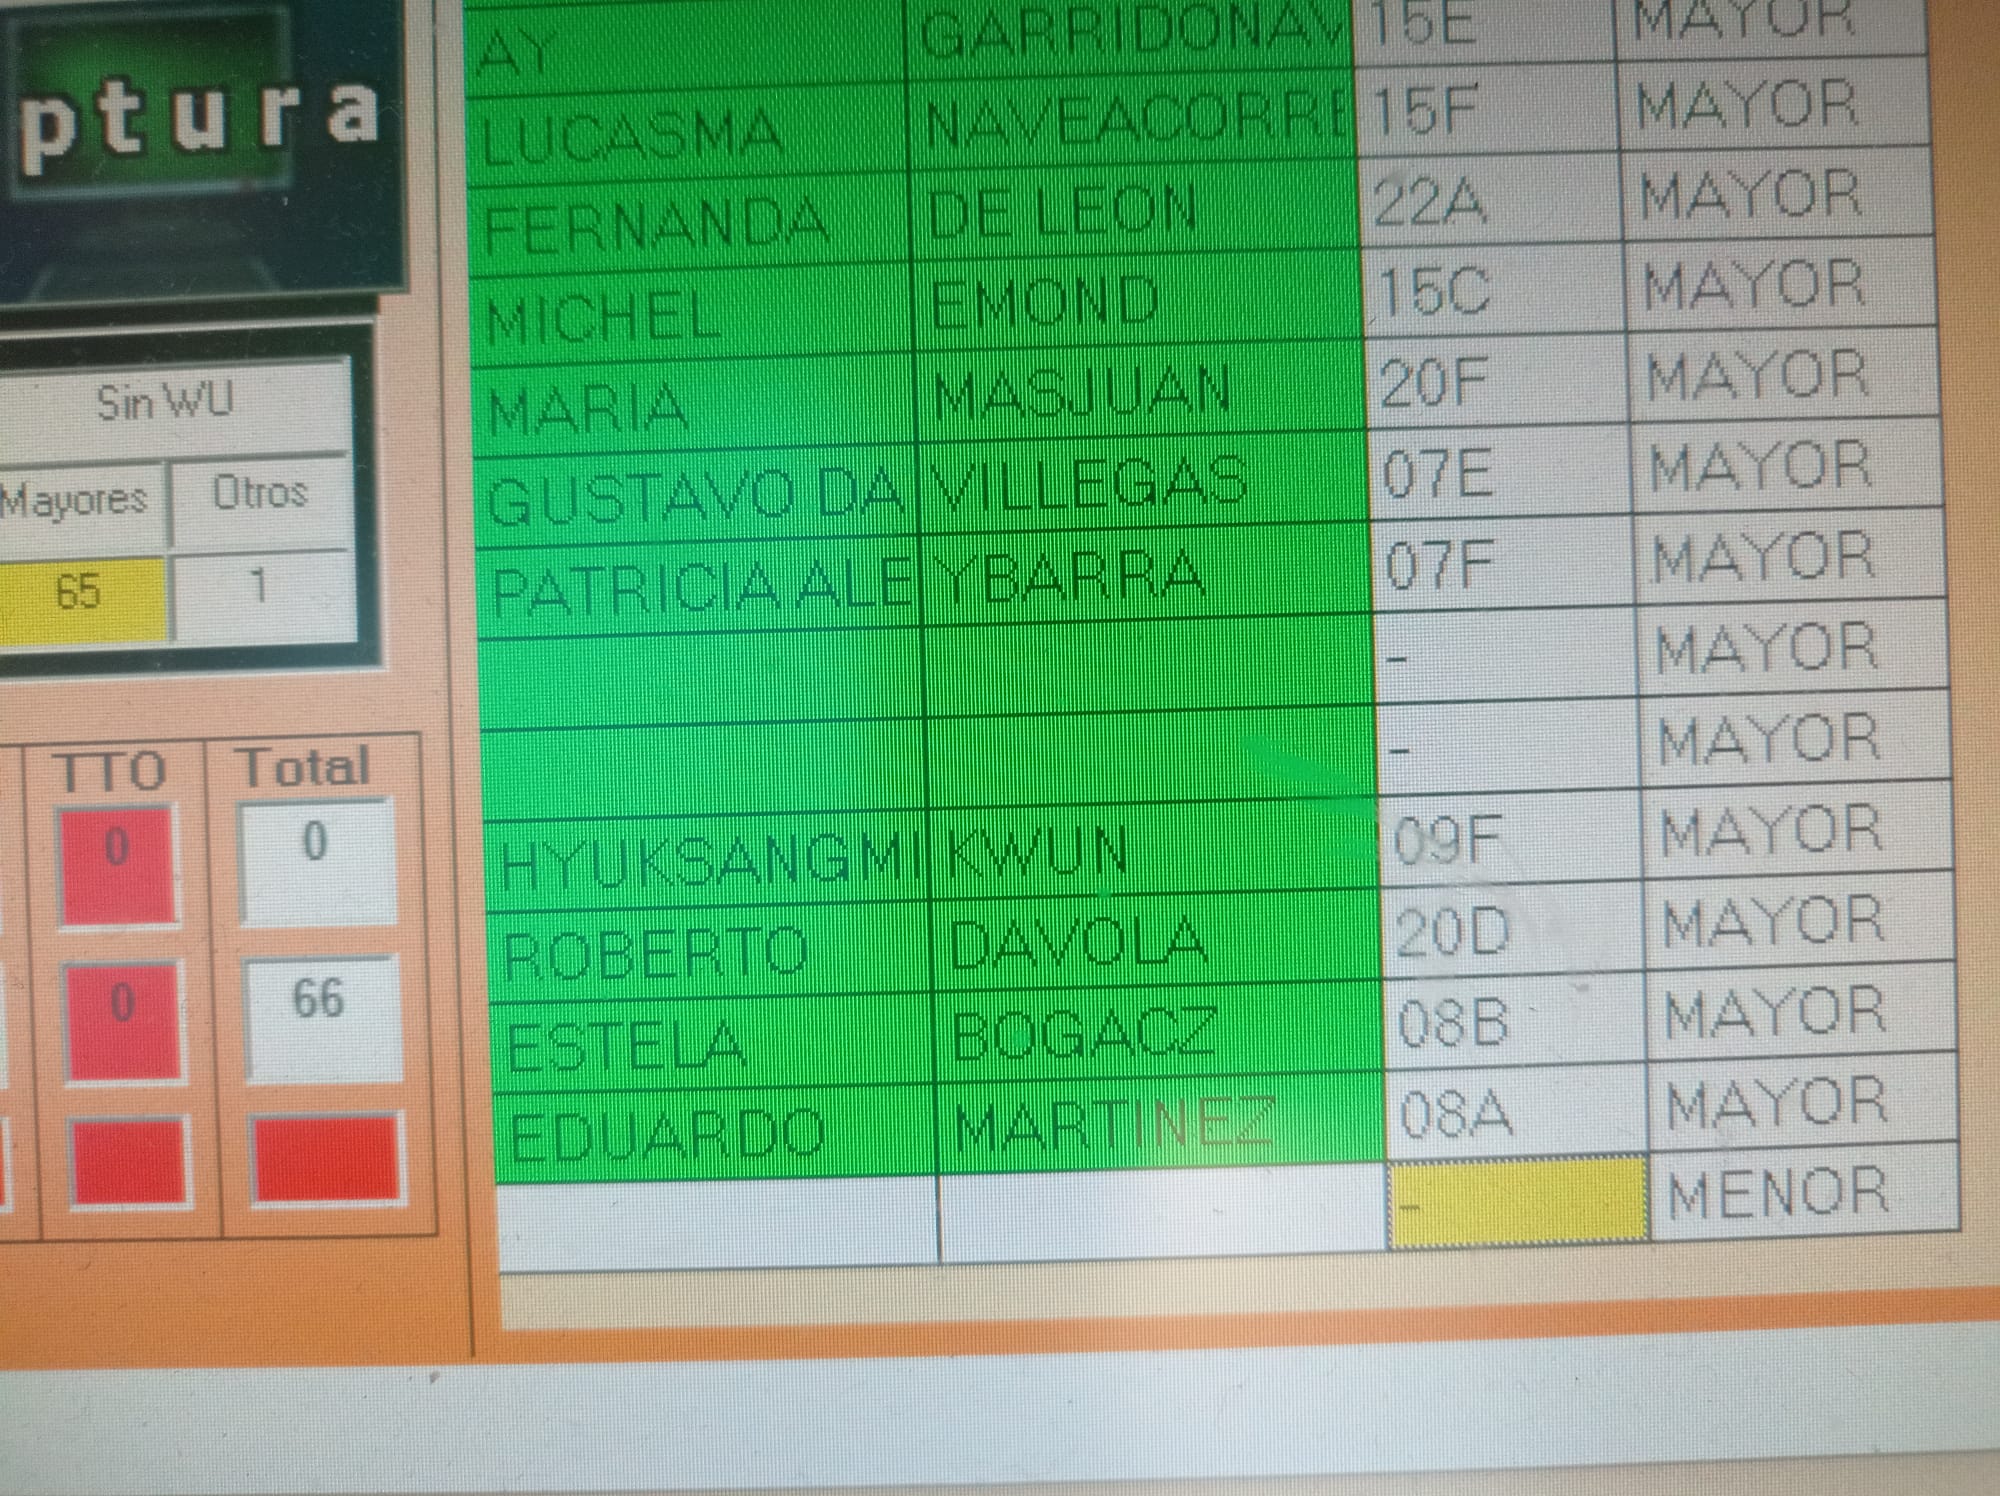 ptura
Sin WU
Mayores Otros
65 1
TTO Total
0 0
0 66
AY GARRIDONAV 15E MAYOR
LUCASMA NAVEACORRE 15F MAYOR
FERNANDA DE LEON 22A MAYOR
MICHEL EMOND 15C MAYOR
MARIA MASJUAN 20F MAYOR
GUSTAVO DA VILLEGAS 07E MAYOR
PATRICIA ALE YBARRA 07F MAYOR
- MAYOR
- MAYOR
HYUKSANGMI KWUN 09F MAYOR
ROBERTO DAVOLA 20D MAYOR
ESTELA BOGACZ 08B MAYOR
EDUARDO MARTINEZ 08A MAYOR
- MENOR